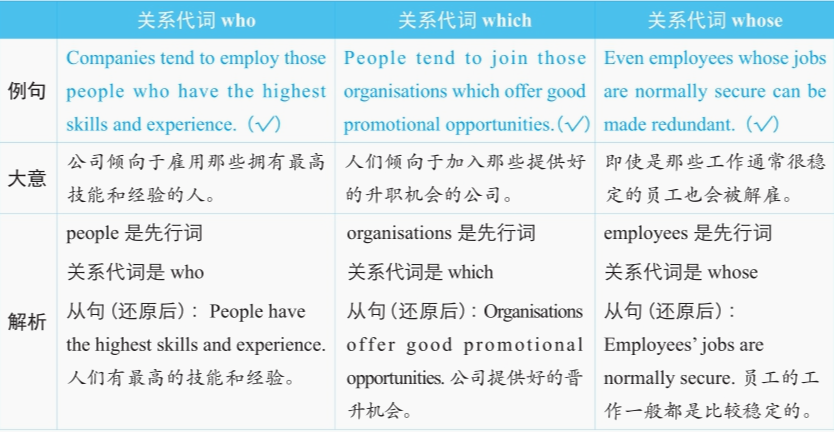 关系代词 who
关系代词 which
关系代词 whose
例句
Companies tend to employ those
people who have the highest
skills and experience.（✓）
People tend to join those
organisations which offer good
promotional opportunities.（✓）
Even employees whose jobs
are normally secure can be
made redundant.（✓）
大意
公司倾向于雇用那些拥有最高
技能和经验的人。
人们倾向于加入那些提供好
的升职机会的公司。
即使是那些工作通常很稳
定的员工也会被解雇。
解析
people 是先行词
关系代词是 who
从句（还原后）：People have
the highest skills and experience.
人们有最高的技能和经验。
organisations 是先行词
关系代词是 which
从句（还原后）：Organisations
offer good promotional
opportunities. 公司提供好的晋
升机会。
employees 是先行词
关系代词是 whose
从句（还原后）：
Employees' jobs are
normally secure. 员工的工
作一般都是比较稳定的。